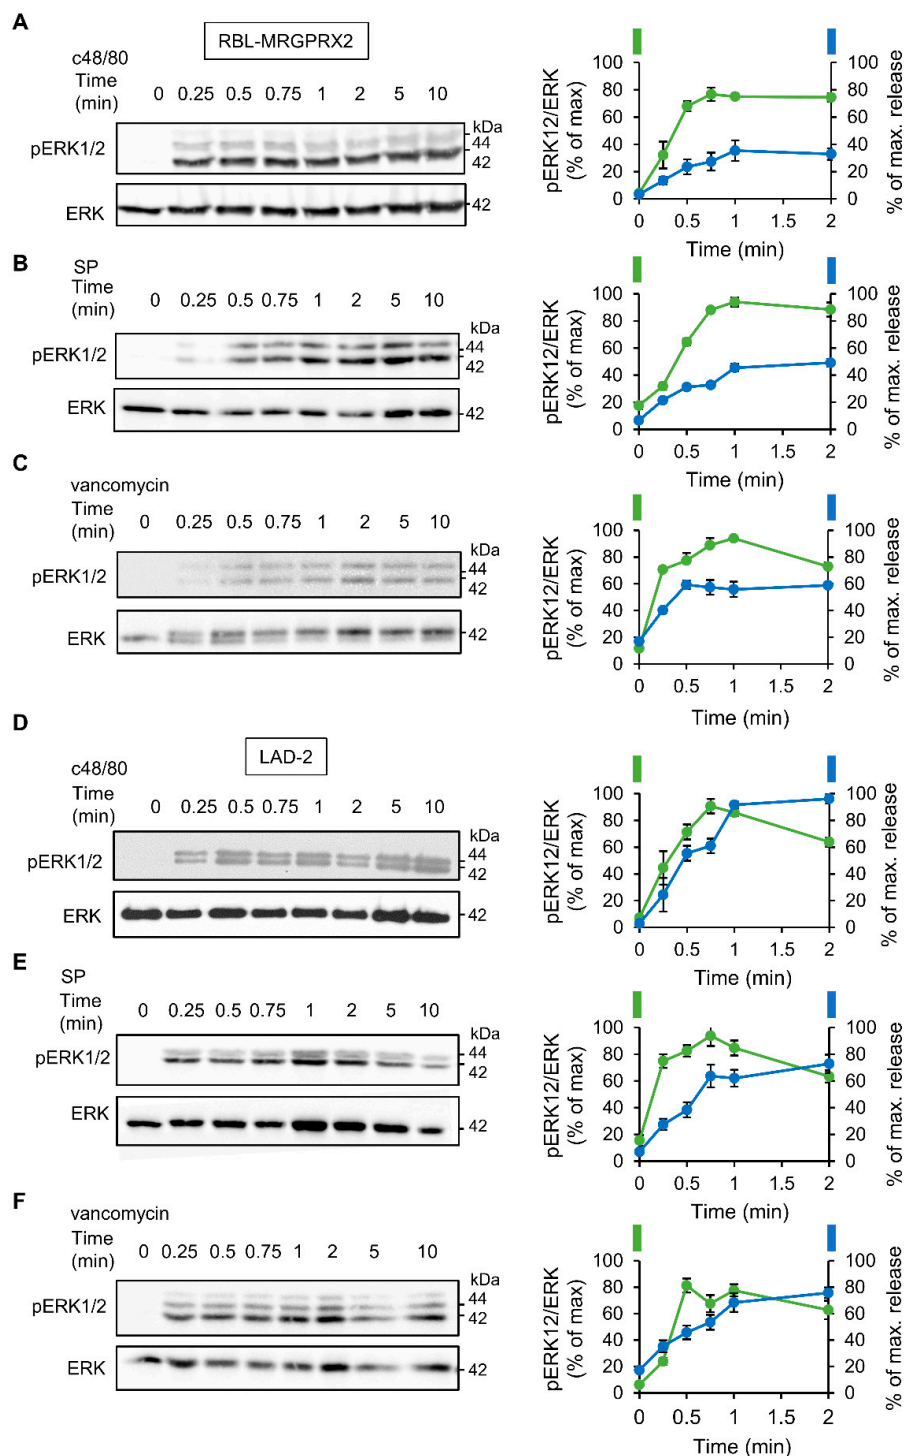 A
RBL-MRGPRX2
c48/80
Time
(min)
0 0.25 0.5 0.75 1 2 5 10
kDa
pERK1/2
44
42
ERK
42
pERK12/ERK
(% of max)
100
80
60
40
20
0
100
80
60
40
20
0
% of max. release
0 0.5 1 1.5 2
Time (min)
B
SP
Time
(min)
0 0.25 0.5 0.75 1 2 5 10
kDa
pERK1/2
44
42
ERK
42
pERK12/ERK
(% of max)
100
80
60
40
20
0
100
80
60
40
20
0
% of max. release
0 0.5 1 1.5 2
Time (min)
C
vancomycin
Time
(min)
0 0.25 0.5 0.75 1 2 5 10
kDa
pERK1/2
44
42
ERK
42
pERK12/ERK
(% of max)
100
80
60
40
20
0
100
80
60
40
20
0
% of max. release
0 0.5 1 1.5 2
Time (min)
D
LAD-2
c48/80
Time
(min)
0 0.25 0.5 0.75 1 2 5 10
kDa
pERK1/2
44
42
ERK
42
pERK12/ERK
(% of max)
100
80
60
40
20
0
100
80
60
40
20
0
% of max. release
0 0.5 1 1.5 2
Time (min)
E
SP
Time
(min)
0 0.25 0.5 0.75 1 2 5 10
kDa
pERK1/2
44
42
ERK
42
pERK12/ERK
(% of max)
100
80
60
40
20
0
100
80
60
40
20
0
% of max. release
0 0.5 1 1.5 2
Time (min)
F
vancomycin
Time
(min)
0 0.25 0.5 0.75 1 2 5 10
kDa
pERK1/2
44
42
ERK
42
pERK12/ERK
(% of max)
100
80
60
40
20
0
100
80
60
40
20
0
% of max. release
0 0.5 1 1.5 2
Time (min)